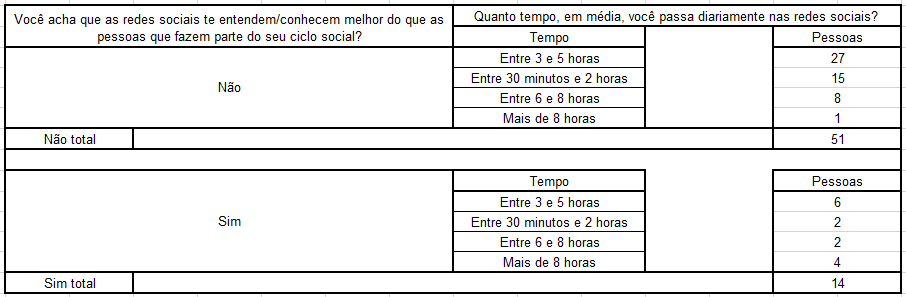 Você acha que as redes sociais te entendem/conhecem melhor do que as
pessoas que fazem parte do seu ciclo social?
Quanto tempo, em média, você passa diariamente nas redes sociais?
Tempo Pessoas
Não
Entre 3 e 5 horas 27
Entre 30 minutos e 2 horas 15
Entre 6 e 8 horas 8
Mais de 8 horas 1
Não total 51
Tempo Pessoas
Sim
Entre 3 e 5 horas 6
Entre 30 minutos e 2 horas 2
Entre 6 e 8 horas 2
Mais de 8 horas 4
Sim total 14